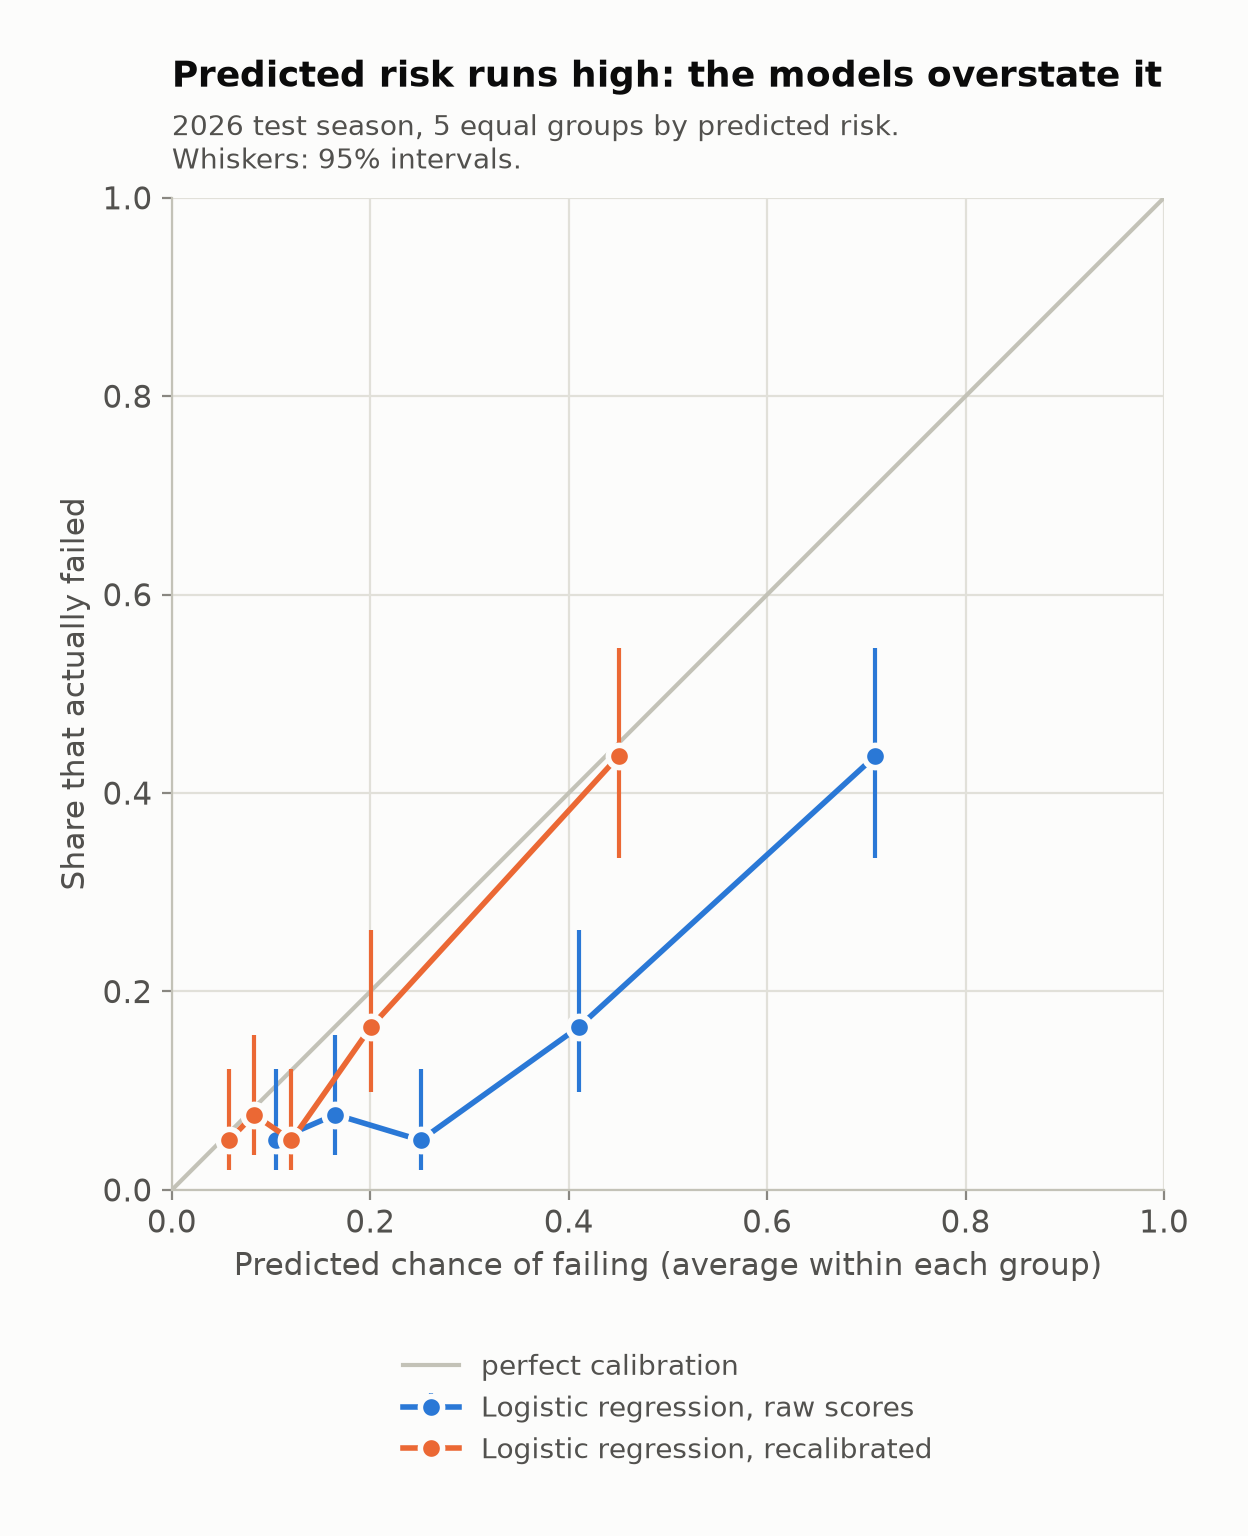 Predicted risk runs high: the models overstate it
2026 test season, 5 equal groups by predicted risk.
Whiskers: 95% intervals.
1.0
0.8
0.6
0.4
0.2
0.0
Share that actually failed
0.0 0.2 0.4 0.6 0.8 1.0
Predicted chance of failing (average within each group)
perfect calibration
Logistic regression, raw scores
Logistic regression, recalibrated